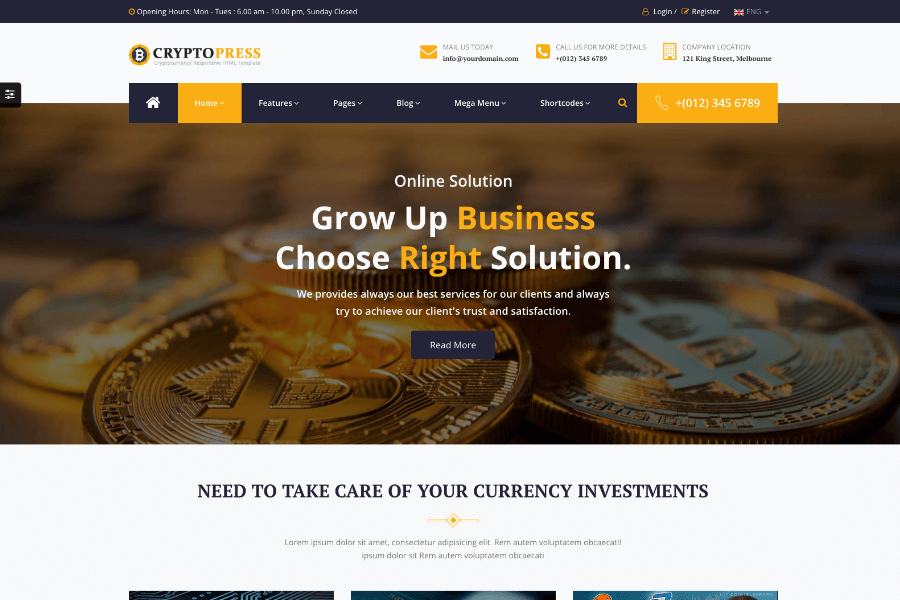 Opening Hours: Mon - Tues : 6.00 am - 10.00 pm, Sunday Closed
Login / Register ENG
CRYPTOPRESS
Cryptocurrency Responsive HTML Template
MAIL US TODAY
info@yourdomain.com
CALL US FOR MORE DETAILS
+(012) 345 6789
COMPANY LOCATION
121 King Street, Melbourne
Home Features Pages Blog Mega Menu Shortcodes +(012) 345 6789
Online Solution
Grow Up Business
Choose Right Solution.
We provides always our best services for our clients and always
try to achieve our client's trust and satisfaction.
Read More
NEED TO TAKE CARE OF YOUR CURRENCY INVESTMENTS
Lorem ipsum dolor sit amet, consectetur adipisicing elit. Rem autem voluptatem obcaecati!
ipsum dolor sit Rem autem voluptatem obcaecati